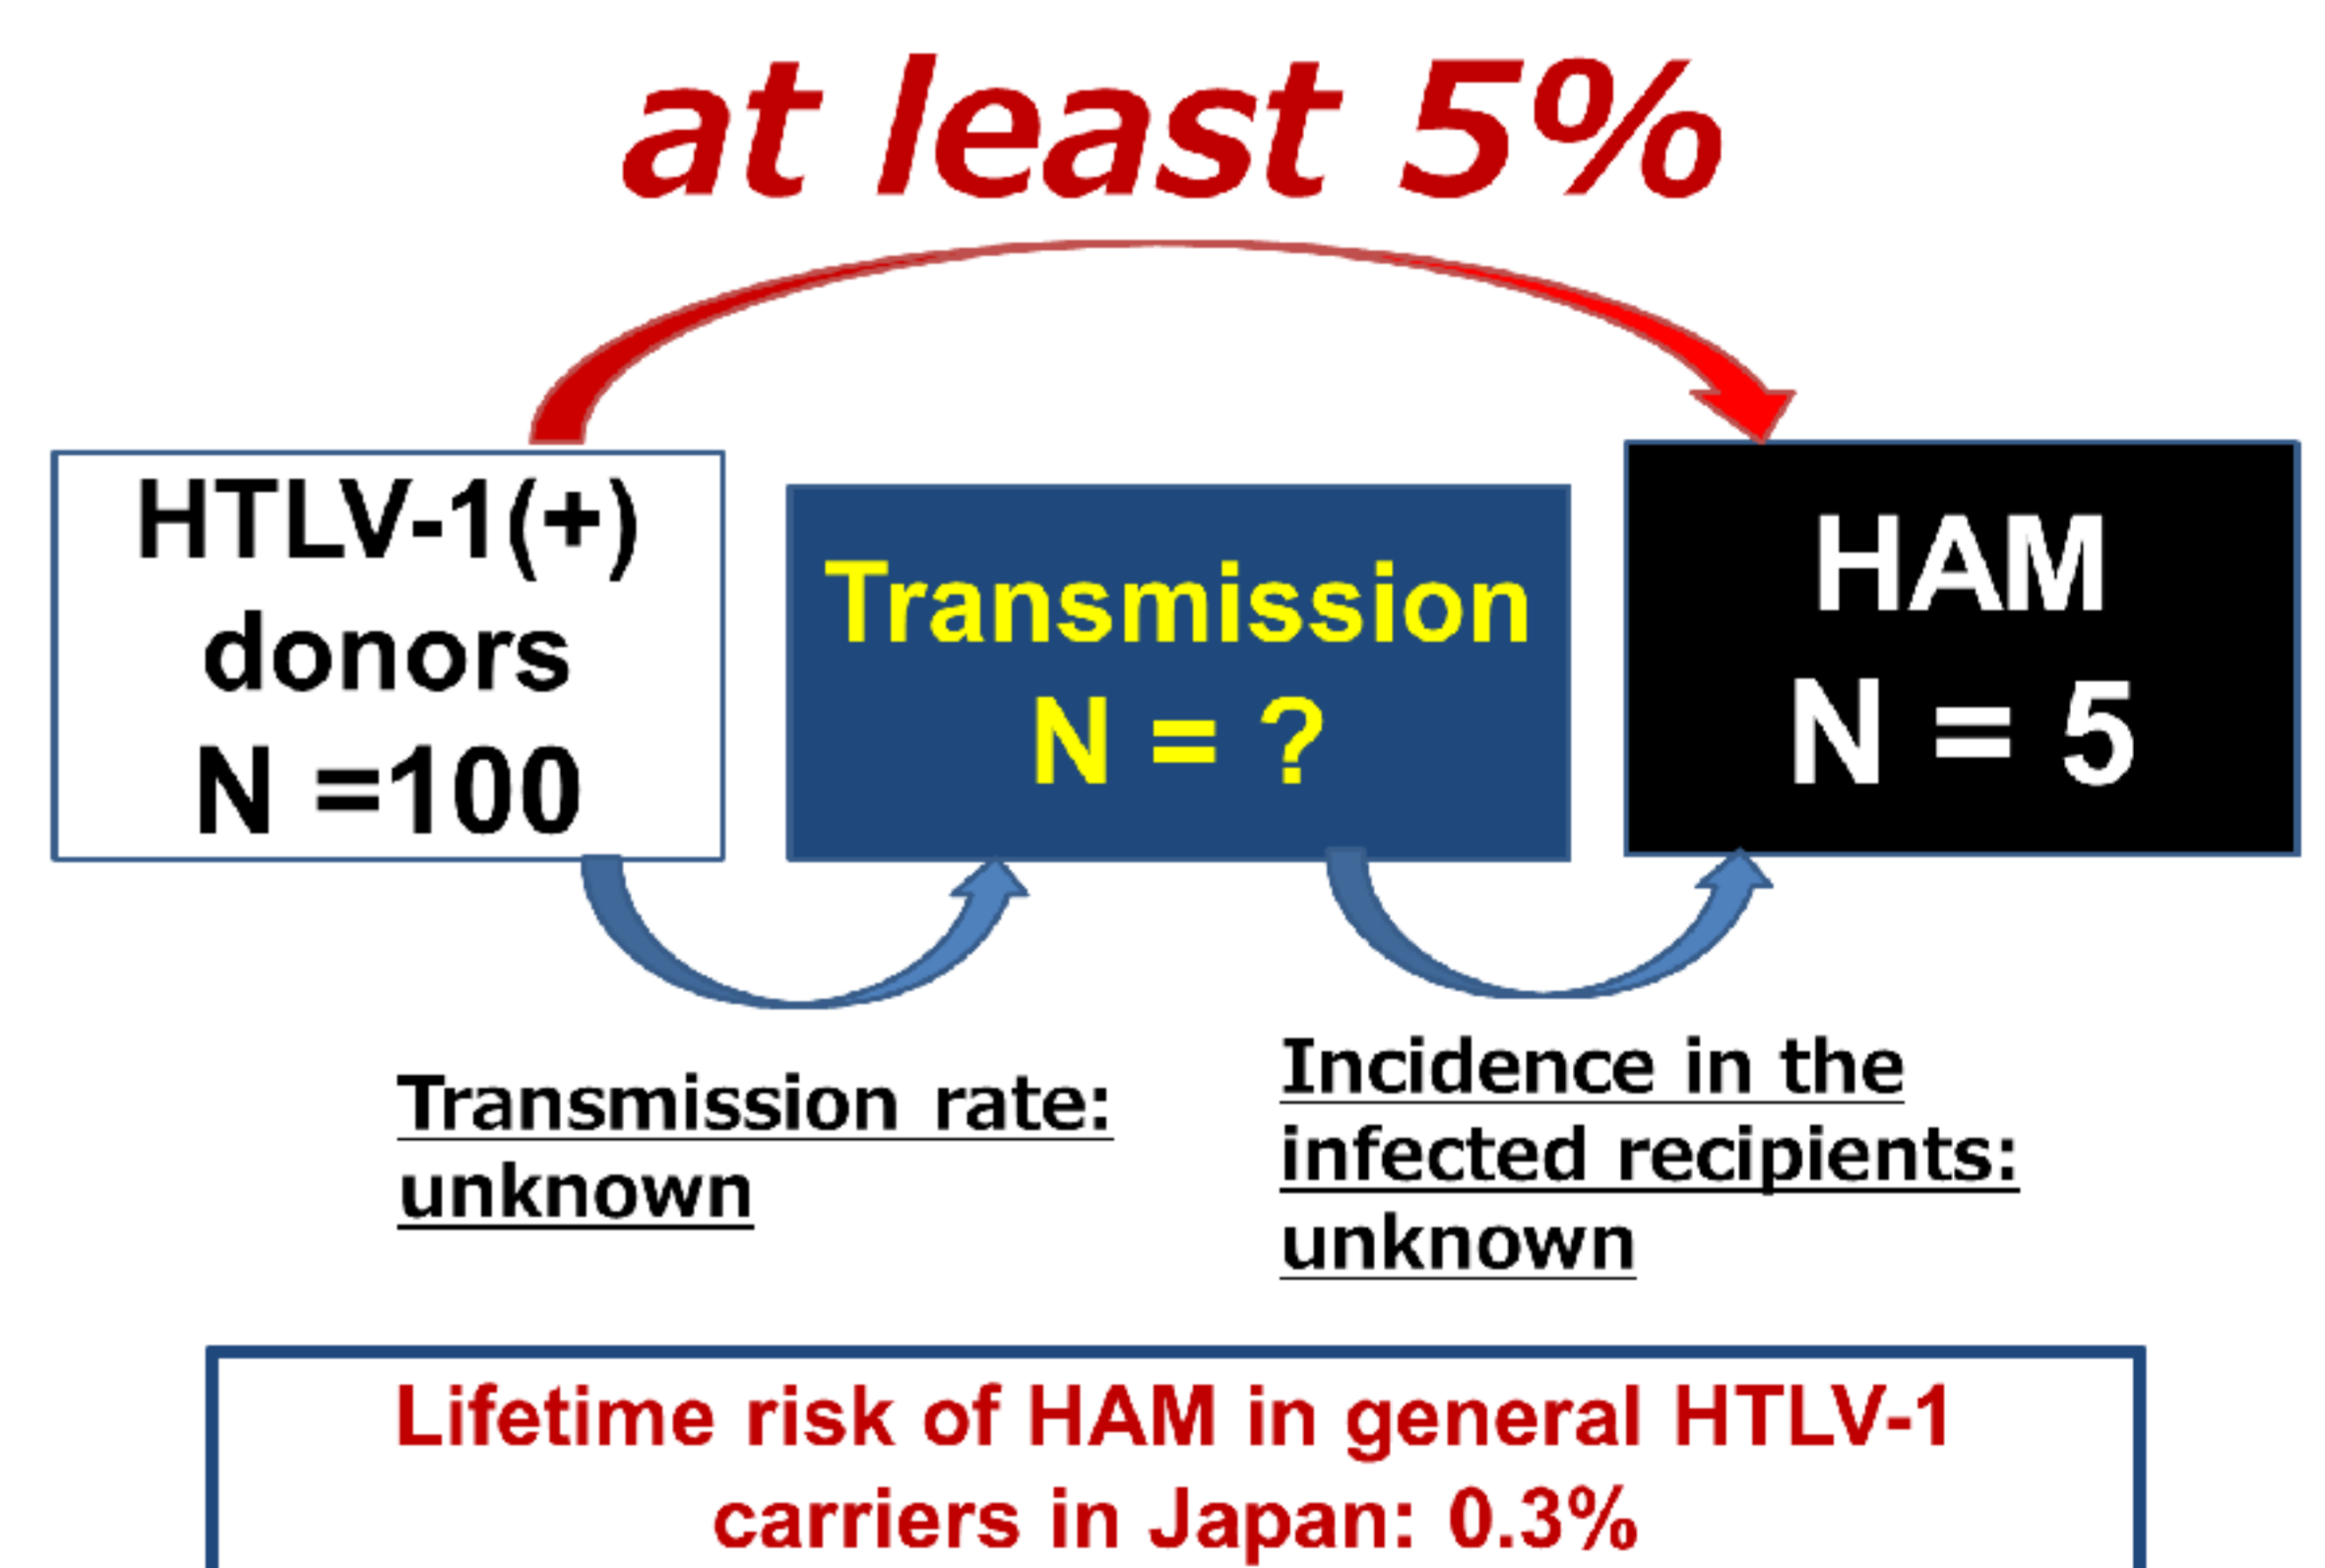 at least 5%
HTLV-1(+)
donors
N =100
Transmission
N = ?
HAM
N = 5
Transmission rate:
unknown
Incidence in the
infected recipients:
unknown
Lifetime risk of HAM in general HTLV-1
carriers in Japan: 0.3%